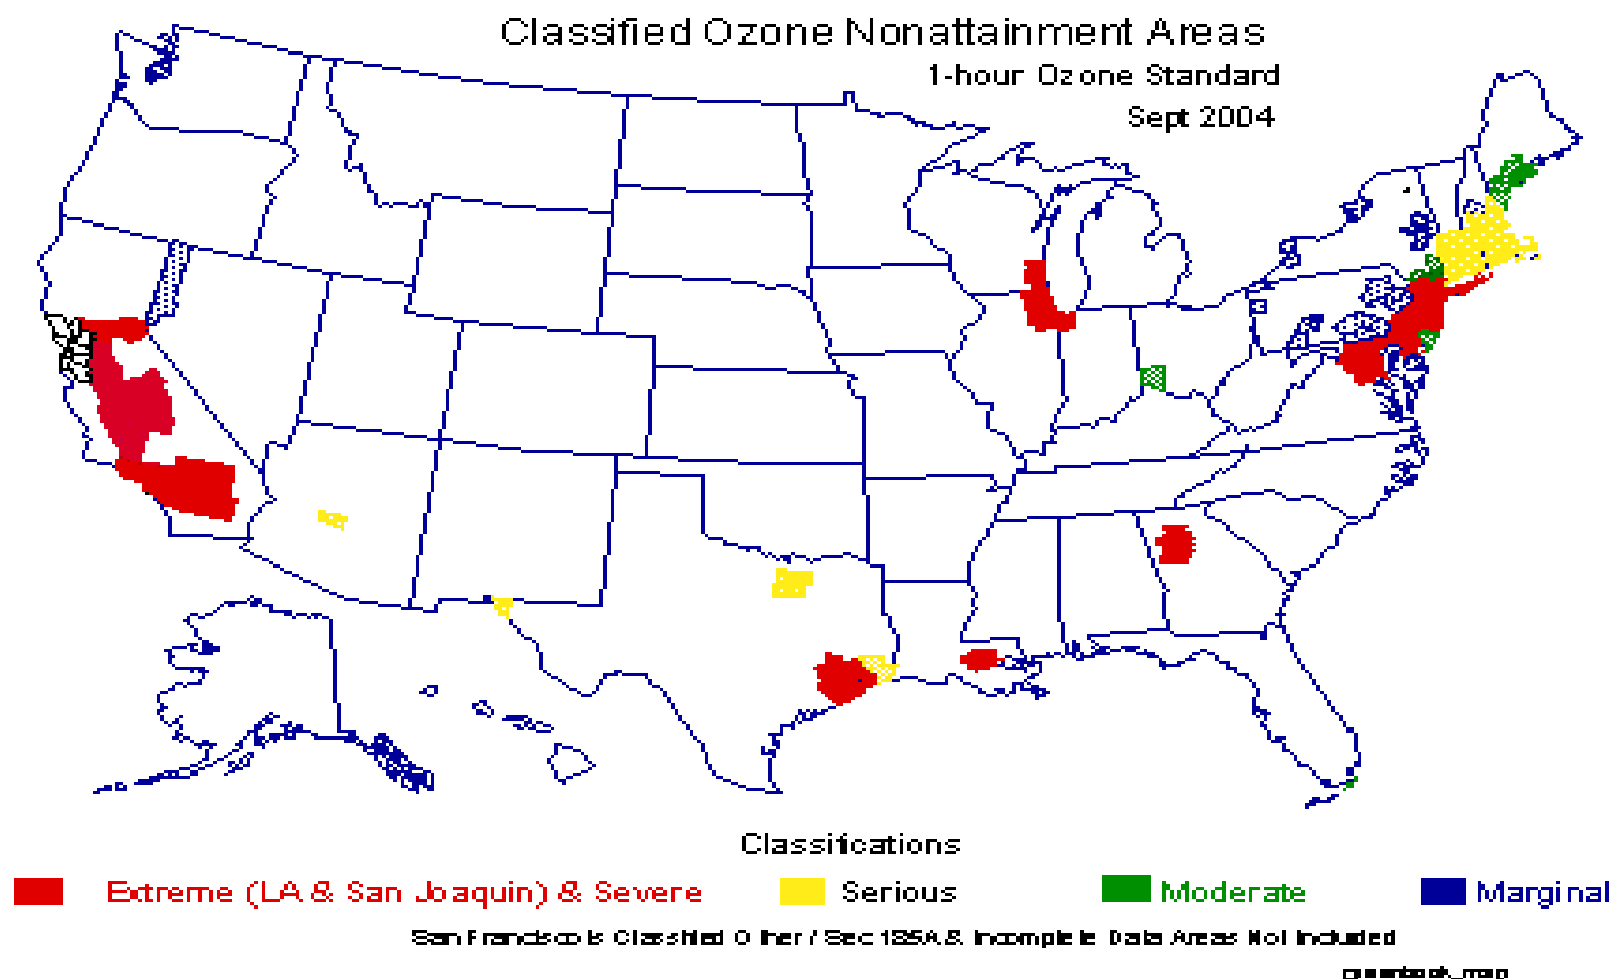 Classified Ozone Nonattainment Areas
1-hour Ozone Standard
Sept 2004
Classifications
Extreme (LA & San Joaquin) & Severe
Serious
Moderate
Marginal
San Francisco is Classified Other / Sec 185A & Incomplete Data Areas Not Included
greenbook_map